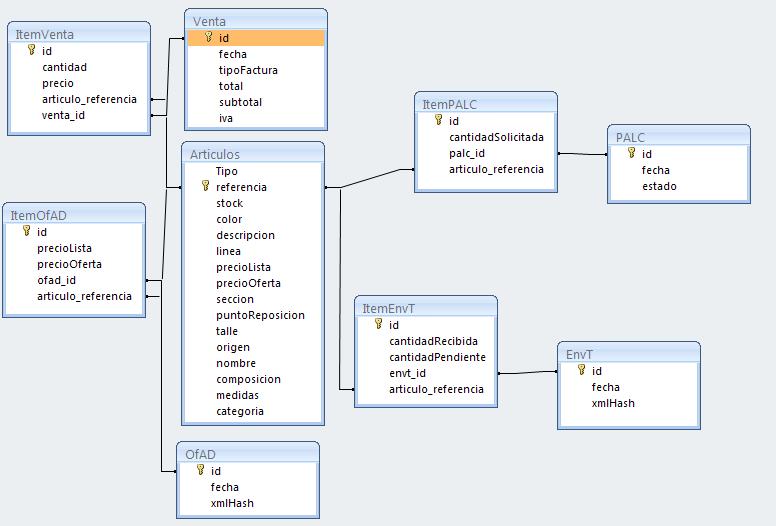 ItemVenta
id
cantidad
precio
articulo_referencia
venta_id
Venta
id
fecha
tipoFactura
total
subtotal
iva
ItemPALC
id
cantidadSolicitada
palc_id
articulo_referencia
PALC
id
fecha
estado
Articulos
Tipo
referencia
stock
color
descripcion
linea
precioLista
precioOferta
seccion
puntoReposicion
talle
origen
nombre
composicion
medidas
categoria
ItemOfAD
id
precioLista
precioOferta
ofad_id
articulo_referencia
ItemEnvT
id
cantidadRecibida
cantidadPendiente
envt_id
articulo_referencia
EnvT
id
fecha
xmlHash
OfAD
id
fecha
xmlHash